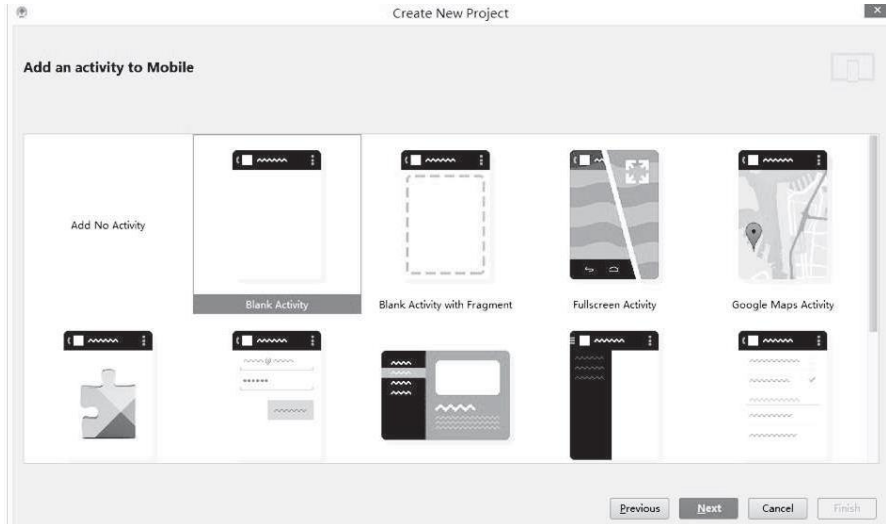 Create New Project
Add an activity to Mobile
Add No Activity
Blank Activity
Blank Activity with Fragment
Fullscreen Activity
Google Maps Activity
Previous
Next
Cancel
Finish